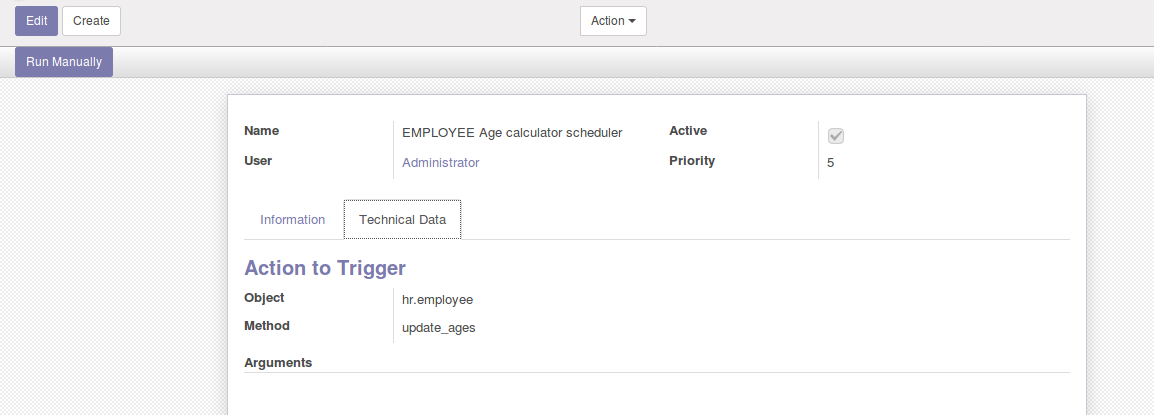 Edit Create Action
Run Manually
Name EMPLOYEE Age calculator scheduler Active
User Administrator Priority 5
Information Technical Data
Action to Trigger
Object hr.employee
Method update_ages
Arguments